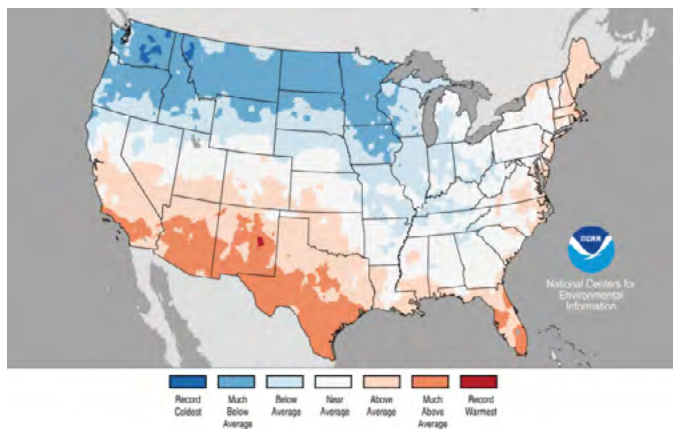 NOAA
National Centers for
Environmental
Information
Record
Coldest
Much
Below
Average
Below
Average
Near
Average
Above
Average
Much
Above
Average
Record
Warmest